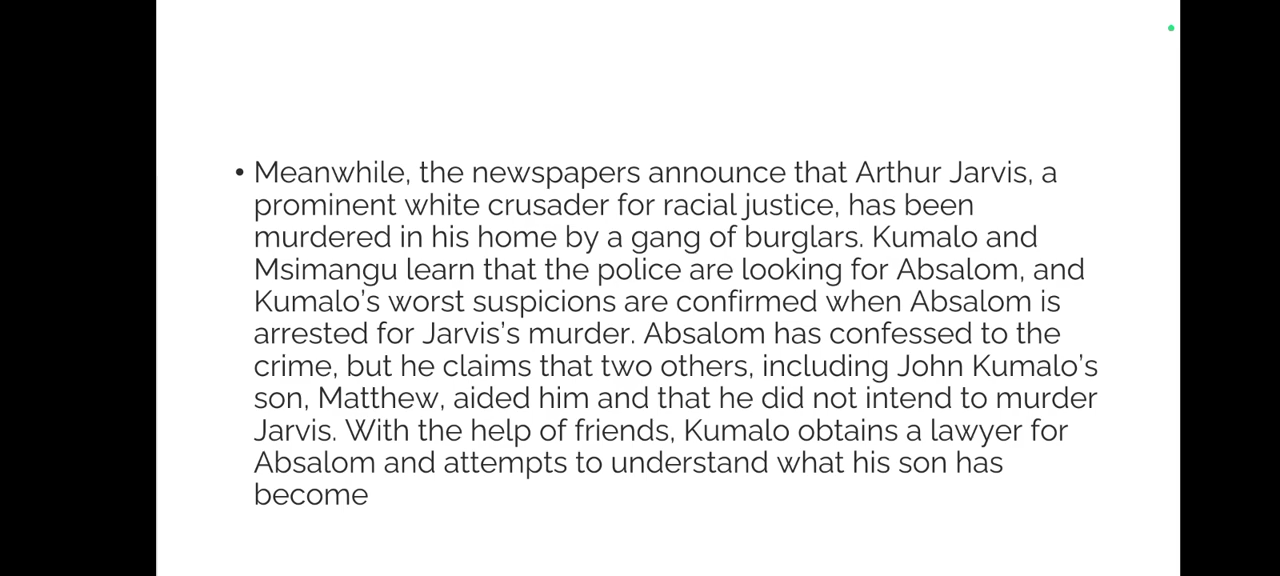 • Meanwhile, the newspapers announce that Arthur Jarvis, a
prominent white crusader for racial justice, has been
murdered in his home by a gang of burglars. Kumalo and
Msimangu learn that the police are looking for Absalom, and
Kumalo’s worst suspicions are confirmed when Absalom is
arrested for Jarvis’s murder. Absalom has confessed to the
crime, but he claims that two others, including John Kumalo’s
son, Matthew, aided him and that he did not intend to murder
Jarvis. With the help of friends, Kumalo obtains a lawyer for
Absalom and attempts to understand what his son has
become